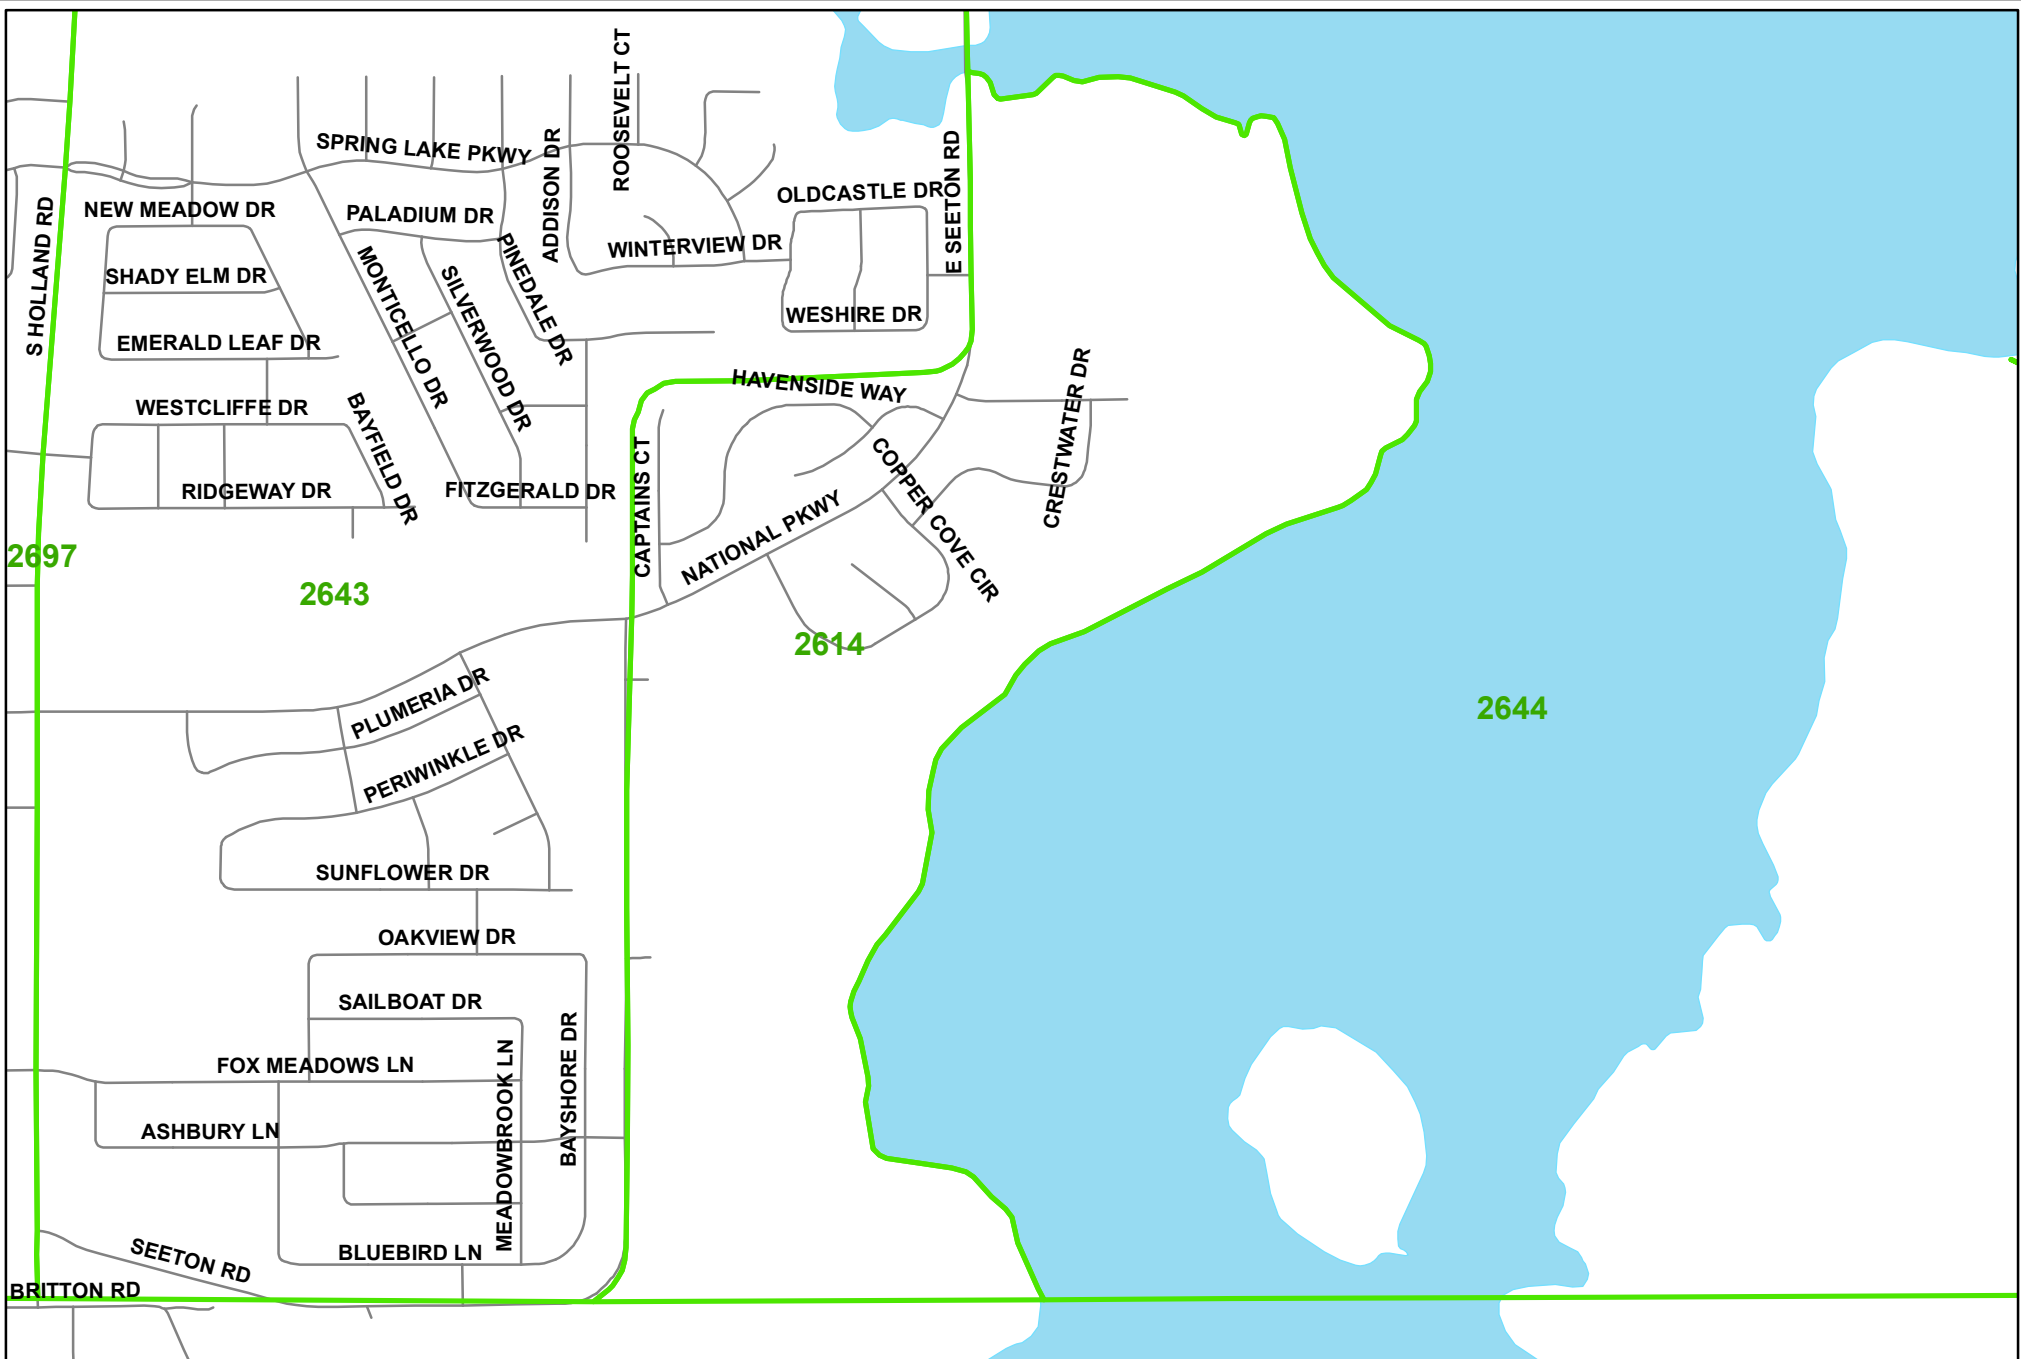 ROOSEVELT CT
SPRING LAKE PKWY
ADDISON DR
E SEETON RD
OLDCASTLE DR
S HOLLAND RD
NEW MEADOW DR
PALADIUM DR
WINTERVIEW DR
SHADY ELM DR
MONTICELLO DR
SILVERWOOD DR
PINEDALE DR
WESHIRE DR
EMERALD LEAF DR
HAVENSIDE WAY
CRESTWATER DR
WESTCLIFFE DR
BAYFIELD DR
CAPTAINS CT
COPPER COVE CIR
RIDGEWAY DR
FITZGERALD DR
NATIONAL PKWY
2697
2643
2614
PLUMERIA DR
2644
PERIWINKLE DR
SUNFLOWER DR
OAKVIEW DR
SAILBOAT DR
FOX MEADOWS LN
MEADOWBROOK LN
BAYSHORE DR
ASHBURY LN
SEETON RD
BLUEBIRD LN
BRITTON RD